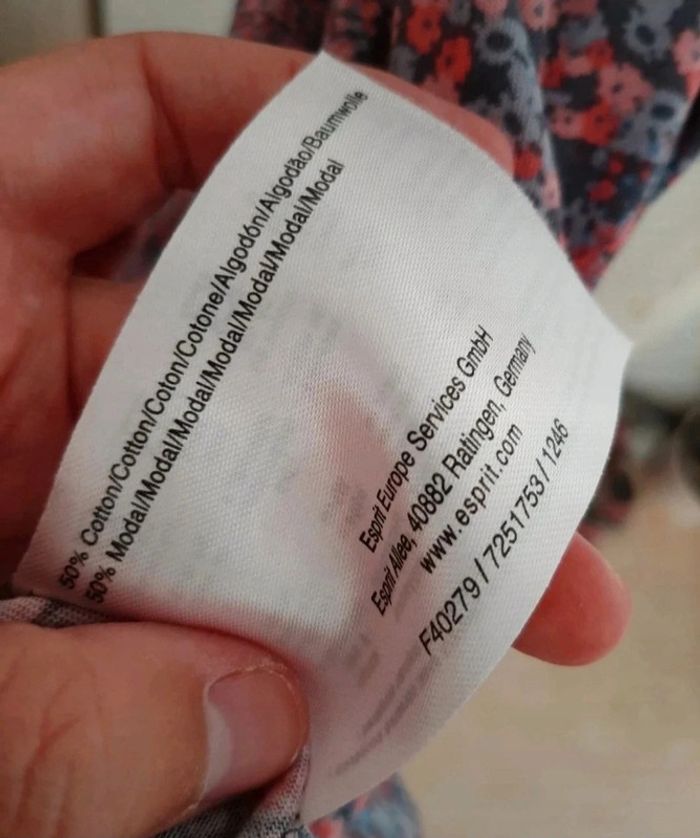 50% Cotton/Cotton/Coton/Cotone/Algodón/Algodão/Baumwolle
50% Modal/Modal/Modal/Modal/Modal/Modal/Modal
Esprit Europe Services GmbH
Esprit Allee, 40882 Ratingen, Germany
www.esprit.com
F40279 / 7251753 / 1246